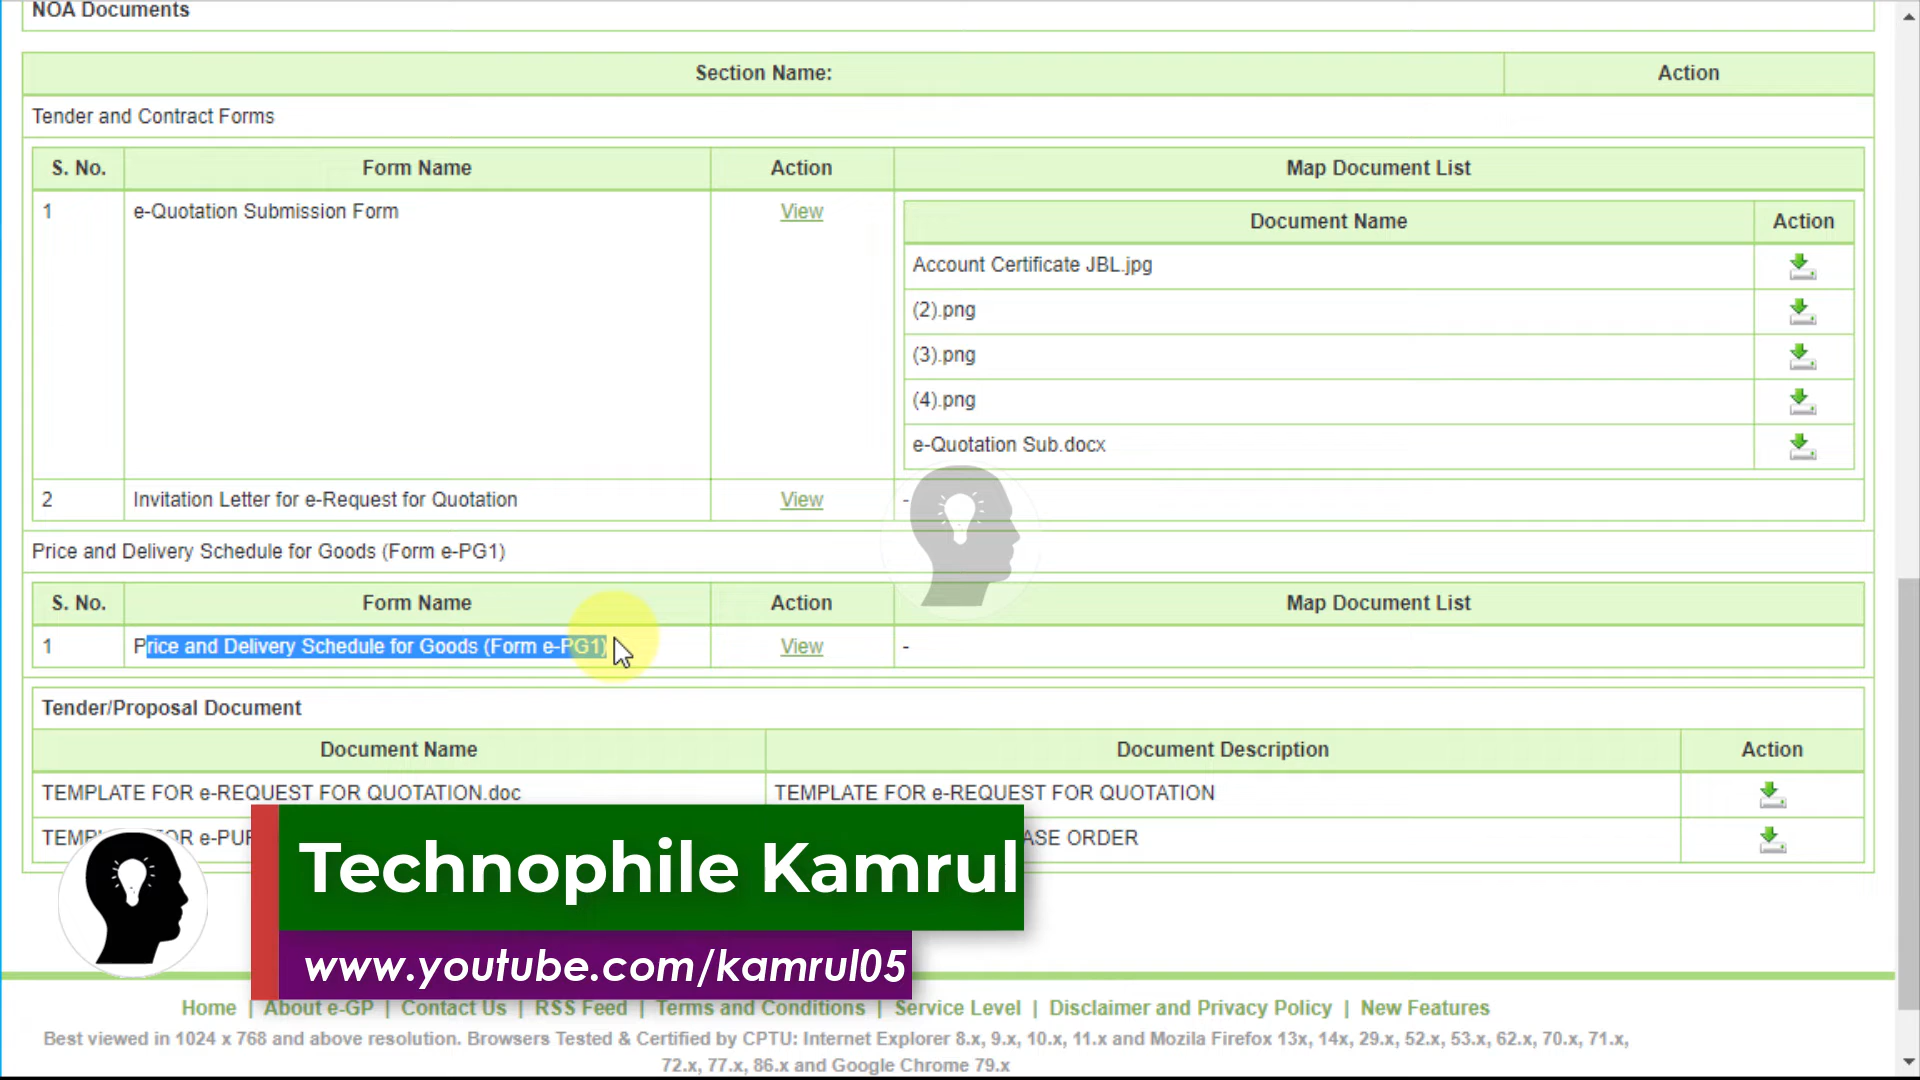 NOA Documents
Section Name: Action
Tender and Contract Forms
S. No. Form Name Action Map Document List
1 e-Quotation Submission Form View
Document Name Action
Account Certificate JBL.jpg
(2).png
(3).png
(4).png
e-Quotation Sub.docx
2 Invitation Letter for e-Request for Quotation View -
Price and Delivery Schedule for Goods (Form e-PG1)
S. No. Form Name Action Map Document List
1 Price and Delivery Schedule for Goods (Form e-PG1) View -
Tender/Proposal Document
Document Name Document Description Action
TEMPLATE FOR e-REQUEST FOR QUOTATION.doc TEMPLATE FOR e-REQUEST FOR QUOTATION
ORDER
Technophile Kamrul
www.youtube.com/kamrul05
Home | About e-GP | Contact Us | RSS Feed | Terms and Conditions | Service Level | Disclaimer and Privacy Policy | New Features
Best viewed in 1024 x 768 and above resolution. Browsers Tested & Certified by CPTU: Internet Explorer 8.x, 9.x, 10.x, 11.x and Mozilla Firefox 13x, 14x, 29.x, 52.x, 53.x, 62.x, 70.x, 71.x,
72.x, 77.x, 86.x and Google Chrome 79.x